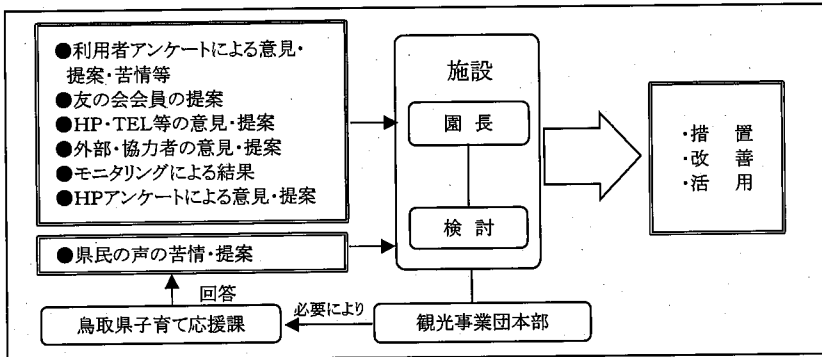 ●利用者アンケートによる意見・
提案・苦情等
●友の会会員の提案
●HP・TEL等の意見・提案
●外部・協力者の意見・提案
●モニタリングによる結果
●HPアンケートによる意見・提案
●県民の声の苦情・提案
回答
鳥取県子育て応援課
必要により
施設
園長
検討
観光事業団本部
・措置
・改善
・活用